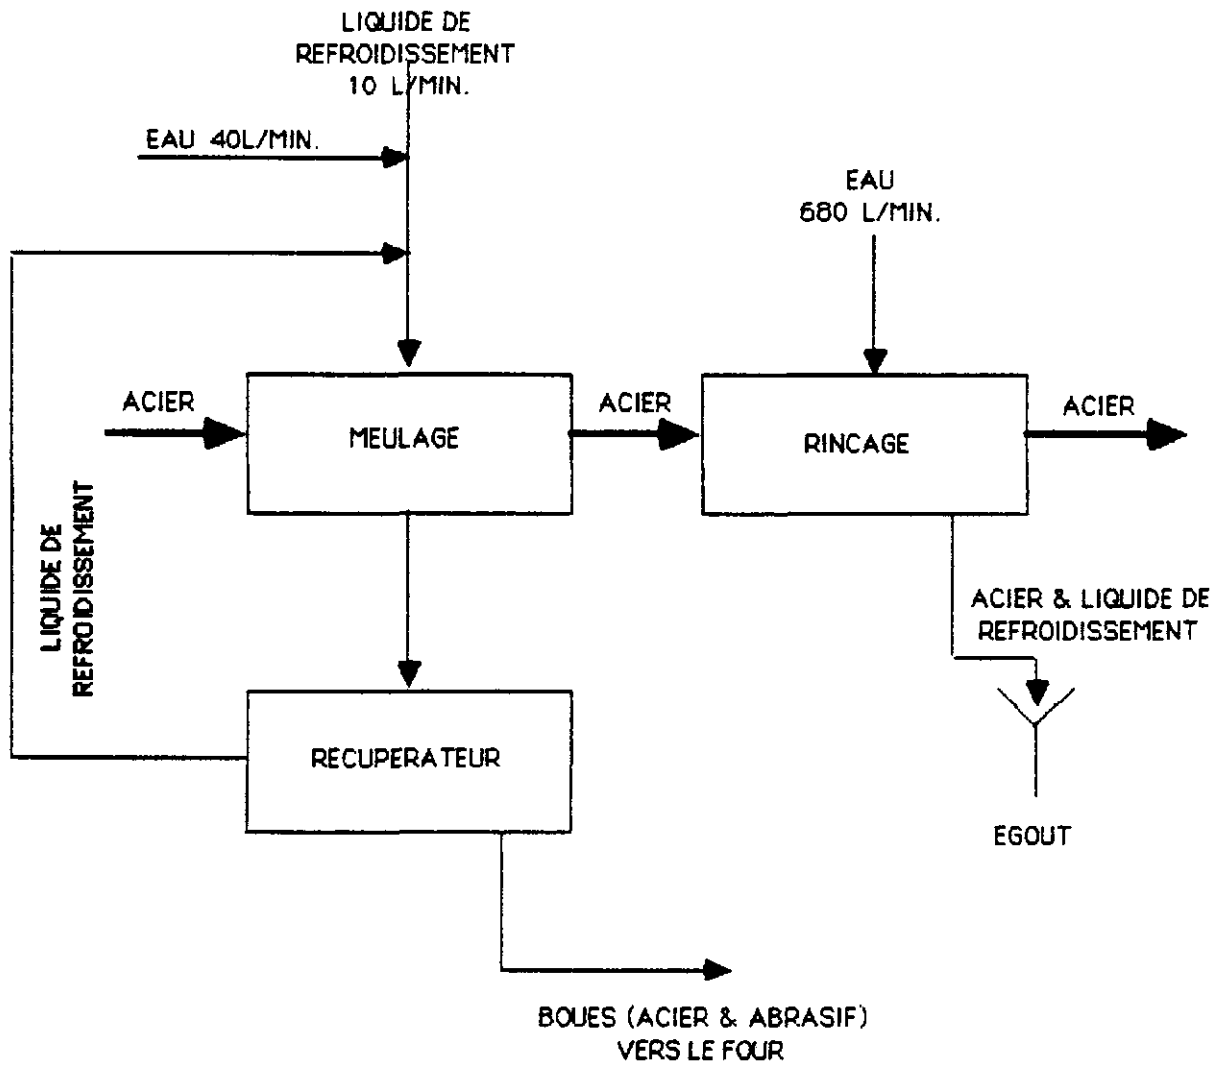 LIQUIDE DE
REFROIDISSEMENT
10 L/MIN.
EAU 40L/MIN.
EAU
680 L/MIN.
ACIER
MEULAGE
ACIER
RINCAGE
ACIER
LIQUIDE DE
REFROIDISSEMENT
ACIER & LIQUIDE DE
REFROIDISSEMENT
RECUPERATEUR
EGOUT
BOUES (ACIER & ABRASIF)
VERS LE FOUR